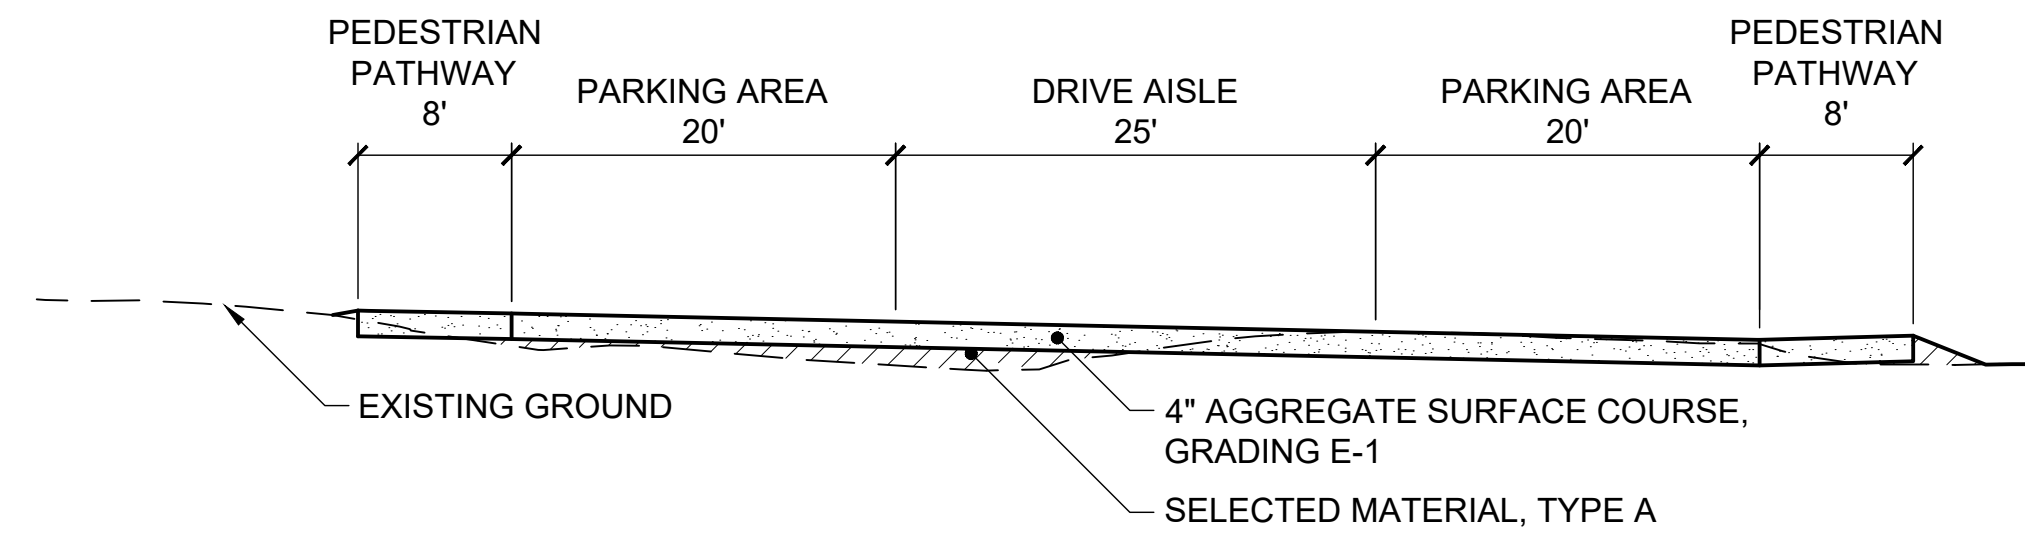 PEDESTRIAN
PATHWAY
8'
PARKING AREA
20'
DRIVE AISLE
25'
PARKING AREA
20'
PEDESTRIAN
PATHWAY
8'
EXISTING GROUND
4" AGGREGATE SURFACE COURSE,
GRADING E-1
SELECTED MATERIAL, TYPE A